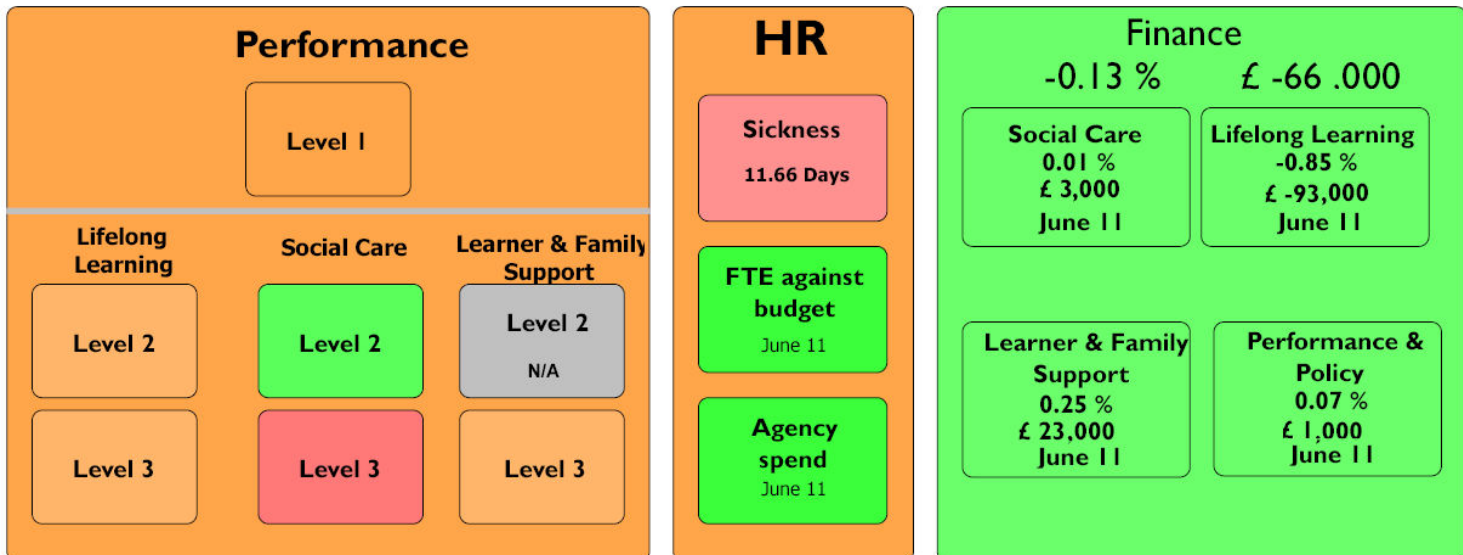 Performance
Level 1
Lifelong
Learning
Social Care
Learner & Family
Support
Level 2
Level 2
Level 2
N/A
Level 3
Level 3
Level 3
HR
Sickness
11.66 Days
FTE against
budget
June 11
Agency
spend
June 11
Finance
-0.13 % £ -66 .000
Social Care
0.01 %
£ 3,000
June 11
Lifelong Learning
-0.85 %
£ -93,000
June 11
Learner & Family
Support
0.25 %
£ 23,000
June 11
Performance &
Policy
0.07 %
£ 1,000
June 11